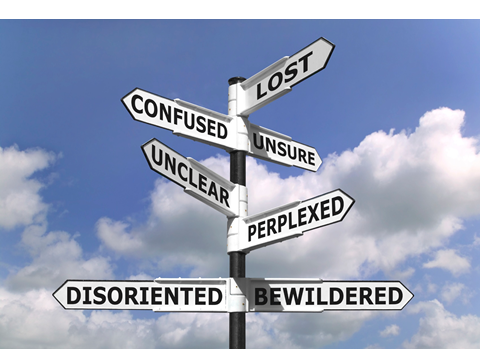 LOST
CONFUSED
UNSURE
UNCLEAR
PERPLEXED
DISORIENTED
BEWILDERED